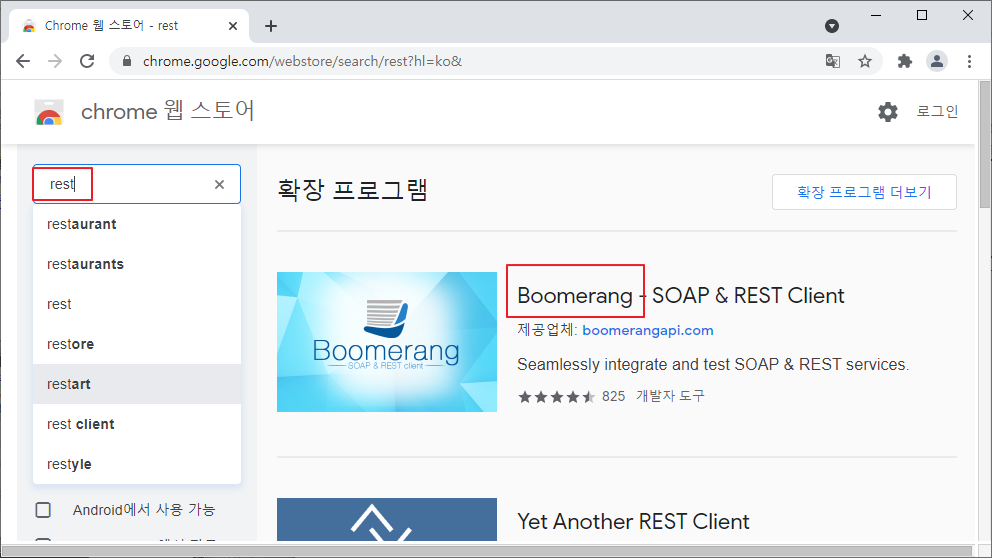 Chrome 웹 스토어 - rest
chrome.google.com/webstore/search/rest?hl=ko&
chrome 웹 스토어
로그인
rest
restaurant
restaurants
rest
restore
restart
rest client
restyle
Android에서 사용 가능
확장 프로그램
확장 프로그램 더보기
Boomerang
SOAP & REST client
Boomerang - SOAP & REST Client
제공업체: boomerangapi.com
Seamlessly integrate and test SOAP & REST services.
825 개발자 도구
Yet Another REST Client